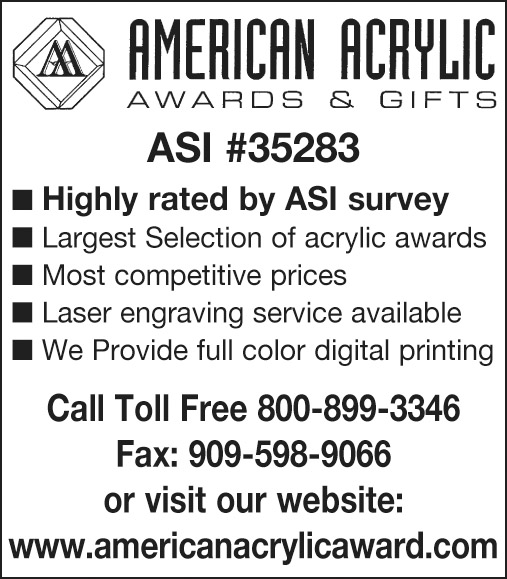 AA
AMERICAN ACRYLIC
AWARDS & GIFTS
ASI #35283
■ Highly rated by ASI survey
■ Largest Selection of acrylic awards
■ Most competitive prices
■ Laser engraving service available
■ We Provide full color digital printing
Call Toll Free 800-899-3346
Fax: 909-598-9066
or visit our website:
www.americanacrylicaward.com